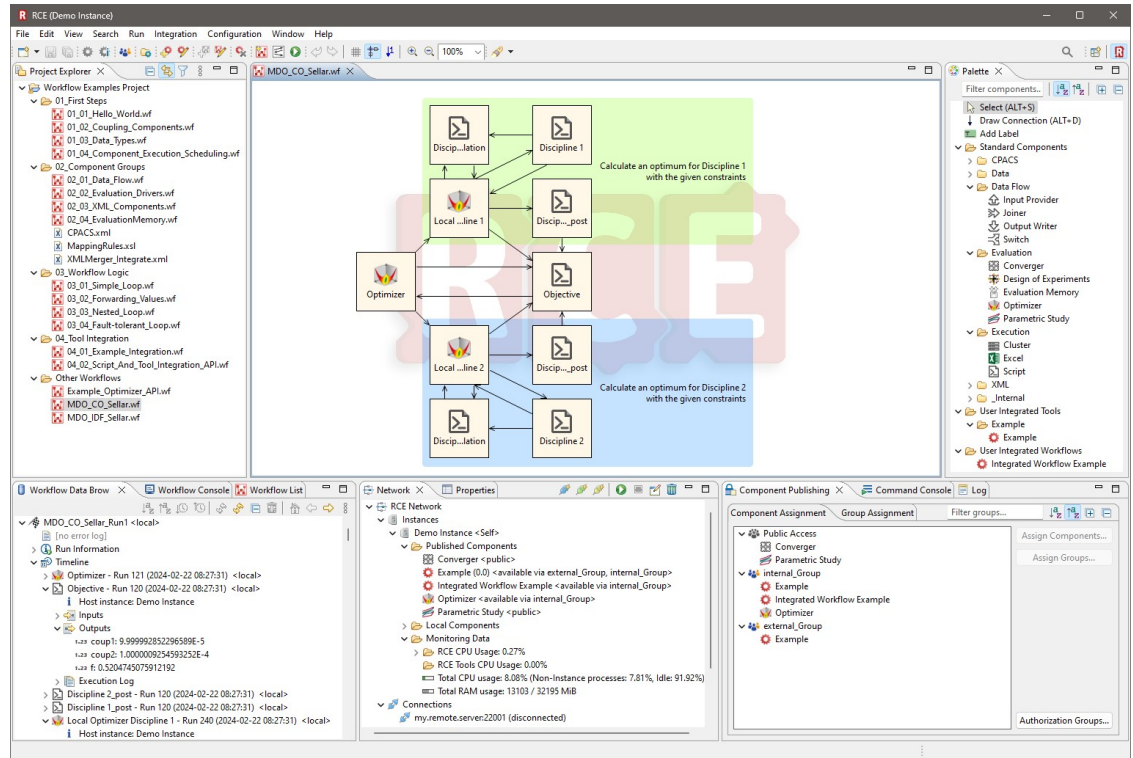 RCE (Demo Instance)
File Edit View Search Run Integration Configuration Window Help
100%
Project Explorer
Workflow Examples Project
01_First Steps
01_01_Hello_World.wf
01_02_Coupling_Components.wf
01_03_Data_Types.wf
01_04_Component_Execution_Scheduling.wf
02_Component Groups
02_01_Data_Flow.wf
02_02_Evaluation_Drivers.wf
02_03_XML_Components.wf
02_04_EvaluationMemory.wf
CPACS.xml
MappingRules.xsl
XMLMerger_Integrate.xml
03_Workflow Logic
03_01_Simple_Loop.wf
03_02_Forwarding_Values.wf
03_03_Nested_Loop.wf
03_04_Fault-tolerant_Loop.wf
04_Tool Integration
04_01_Example_Integration.wf
04_02_Script_And_Tool_Integration_API.wf
Other Workflows
Example_Optimizer_API.wf
MDO_CO_Sellar.wf
MDO_IDF_Sellar.wf
MDO_CO_Sellar.wf
RCE
Discip...lation
Discipline 1
Calculate an optimum for Discipline 1
with the given constraints
Local ...line 1
Discip..._post
Optimizer
Objective
Local ...line 2
Discip..._post
Calculate an optimum for Discipline 2
with the given constraints
Discip...lation
Discipline 2
Palette
Filter components..
Select (ALT+S)
Draw Connection (ALT+D)
Add Label
Standard Components
CPACS
Data
Data Flow
Input Provider
Joiner
Output Writer
Switch
Evaluation
Converger
Design of Experiments
Evaluation Memory
Optimizer
Parametric Study
Execution
Cluster
Excel
Script
XML
_Internal
User Integrated Tools
Example
Example
User Integrated Workflows
Integrated Workflow Example
Workflow Data Brow Workflow Console Workflow List
MDO_CO_Sellar_Run1 <local>
[no error log]
Run Information
Timeline
Optimizer - Run 121 (2024-02-22 08:27:31) <local>
Objective - Run 120 (2024-02-22 08:27:31) <local>
Host instance: Demo Instance
Inputs
Outputs
1.23 coup1: 9.999992852296589E-5
1.23 coup2: 1.0000009254593252E-4
1.23 f: 0.5204745075912192
Execution Log
Discipline 2_post - Run 120 (2024-02-22 08:27:31) <local>
Discipline 1_post - Run 120 (2024-02-22 08:27:31) <local>
Local Optimizer Discipline 1 - Run 240 (2024-02-22 08:27:31) <local>
Host instance: Demo Instance
Network Properties
RCE Network
Instances
Demo Instance <Self>
Published Components
Converger <public>
Example (0.0) <available via external_Group, internal_Group>
Integrated Workflow Example <available via internal_Group>
Optimizer <available via internal_Group>
Parametric Study <public>
Local Components
Monitoring Data
RCE CPU Usage: 0.27%
RCE Tools CPU Usage: 0.00%
Total CPU usage: 8.08% (Non-Instance processes: 7.81%, Idle: 91.92%)
Total RAM usage: 13103 / 32195 MiB
Connections
my.remote.server:22001 (disconnected)
Component Publishing Command Console Log
Component Assignment Group Assignment Filter groups...
Public Access
Converger
Parametric Study
internal_Group
Example
Integrated Workflow Example
Optimizer
external_Group
Example
Assign Components...
Assign Groups...
Authorization Groups...